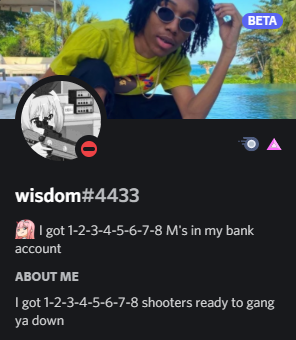 BETA
wisdom#4433
I got 1-2-3-4-5-6-7-8 M's in my bank
account
ABOUT ME
I got 1-2-3-4-5-6-7-8 shooters ready to gang
ya down